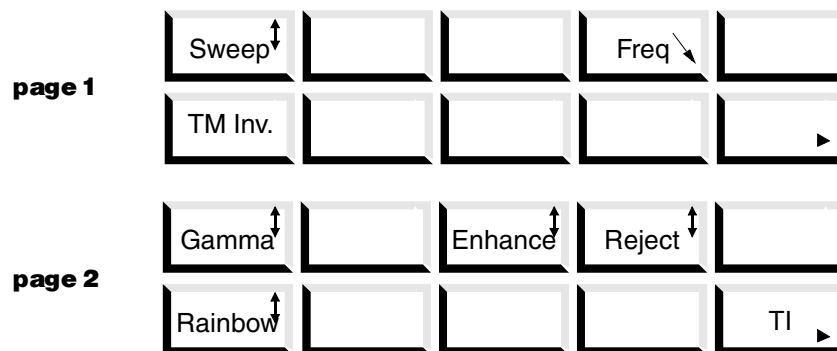 Sweep Freq
page 1
TM Inv.
Gamma Enhance Reject
page 2
Rainbow TI